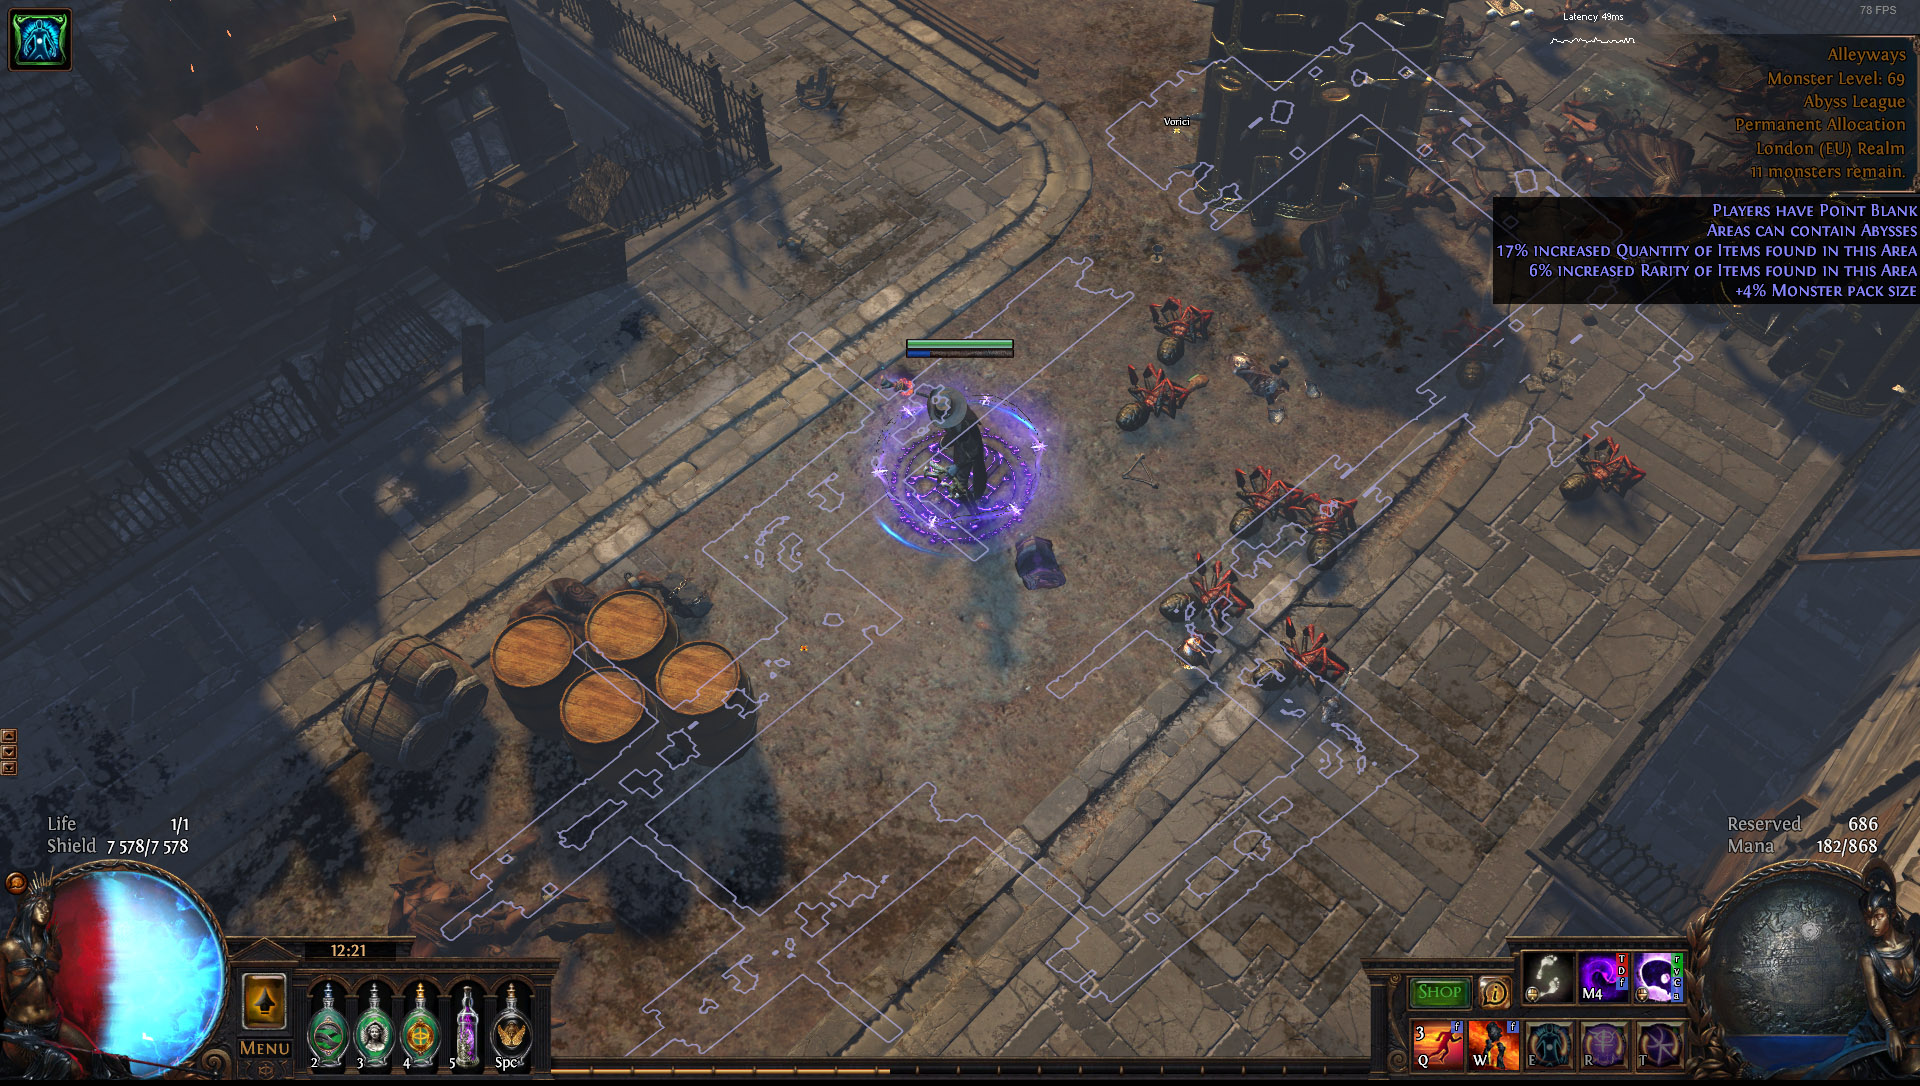 78 FPS
Latency 49ms
Alleyways
Monster Level: 69
Abyss League
Permanent Allocation
London (EU) Realm
11 monsters remain.
Vorici
Players have Point Blank
Areas can contain Abysses
17% increased Quantity of Items found in this Area
6% increased Rarity of Items found in this Area
+4% Monster pack size
Life 1/1
Shield 7 578/7 578
Reserved 686
Mana 182/868
12:21
Menu
2 3 4 5 Spc
Shop
M4
T
D
f
r
v
C
a
3
f
f
Q W E R T